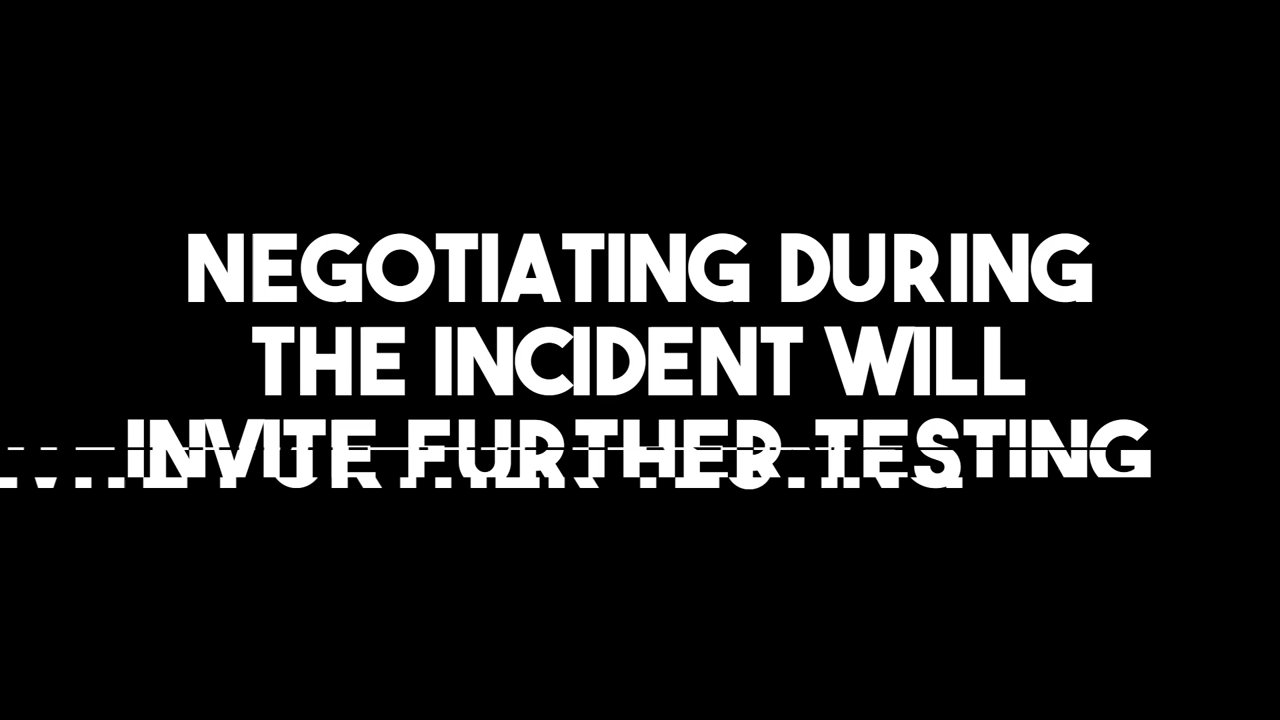 NEGOTIATING DURING
THE INCIDENT WILL
INVITE FURTHER TESTING